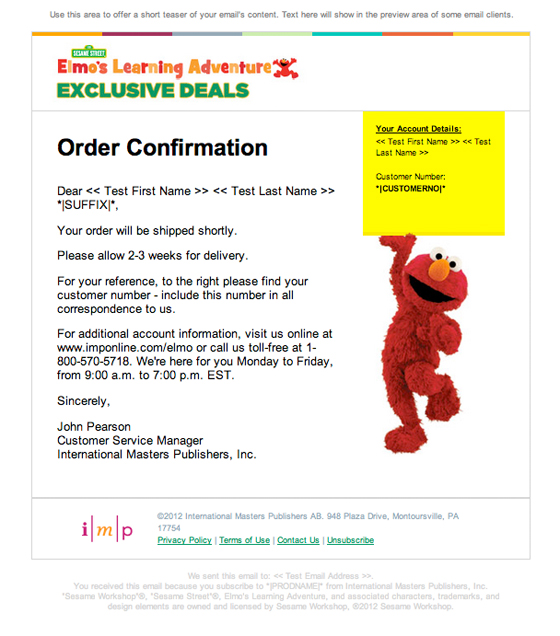 Use this area to offer a short teaser of your email's content. Text here will show in the preview area of some email clients.
SESAME STREET
Elmo's Learning Adventure
EXCLUSIVE DEALS
Order Confirmation
Dear << Test First Name >> << Test Last Name >>
*|SUFFIX|*,
Your order will be shipped shortly.
Please allow 2-3 weeks for delivery.
For your reference, to the right please find your
customer number - include this number in all
correspondence to us.
For additional account information, visit us online at
www.imponline.com/elmo or call us toll-free at 1-
800-570-5718. We're here for you Monday to Friday,
from 9:00 a.m. to 7:00 p.m. EST.
Sincerely,
John Pearson
Customer Service Manager
International Masters Publishers, Inc.
Your Account Details:
<< Test First Name >> << Test
Last Name >>
Customer Number:
*|CUSTOMERNO|*
i|m|p
©2012 International Masters Publishers AB. 948 Plaza Drive, Montoursville, PA
17754
Privacy Policy | Terms of Use | Contact Us | Unsubscribe
We sent this email to: << Test Email Address >>.
You received this email because you subscribe to *|PRODNAME|* from International Masters Publishers, Inc.
"Sesame Workshop"®, "Sesame Street"®, Elmo's Learning Adventure, and associated characters, trademarks, and
design elements are owned and licensed by Sesame Workshop, ®2012 Sesame Workshop.